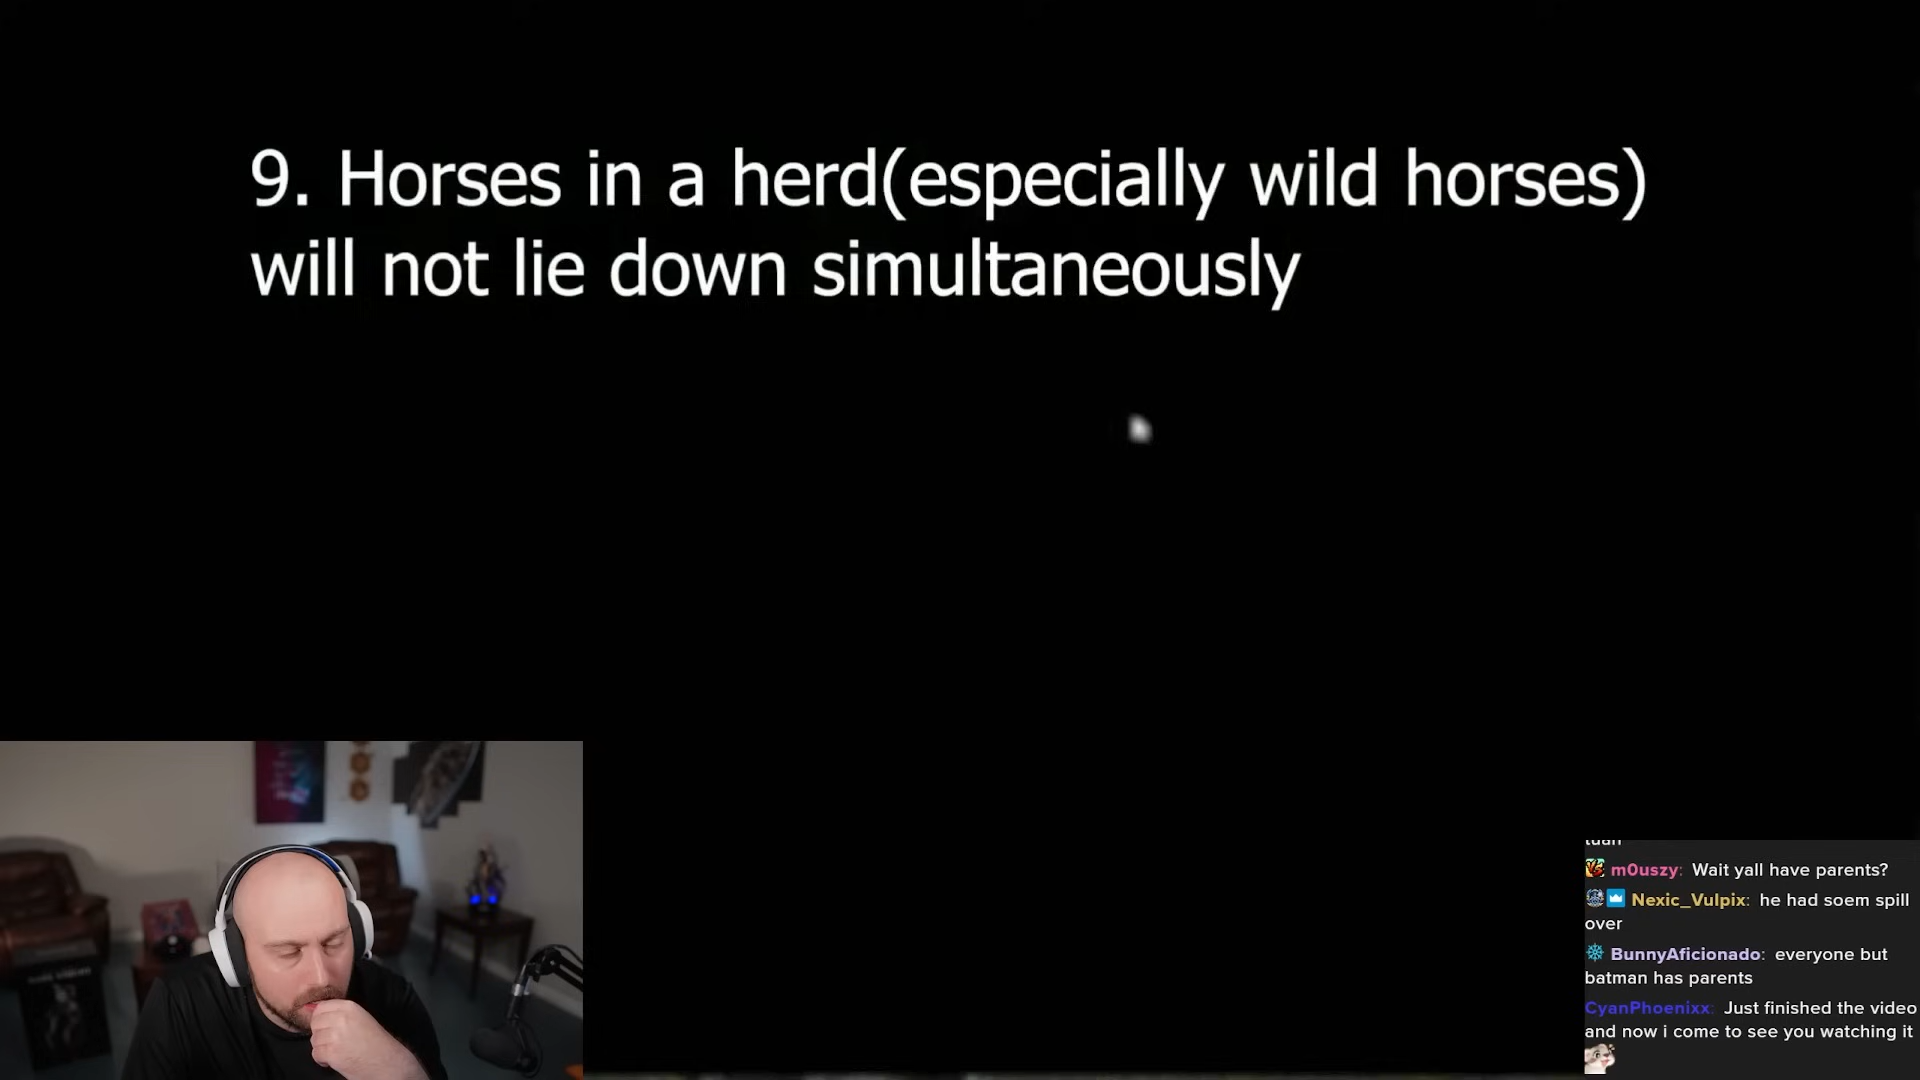 9. Horses in a herd(especially wild horses)
will not lie down simultaneously
m0uszy: Wait yall have parents?
Nexic_Vulpix: he had soem spill
over
BunnyAficionado: everyone but
batman has parents
CyanPhoenixx: Just finished the video
and now i come to see you watching it